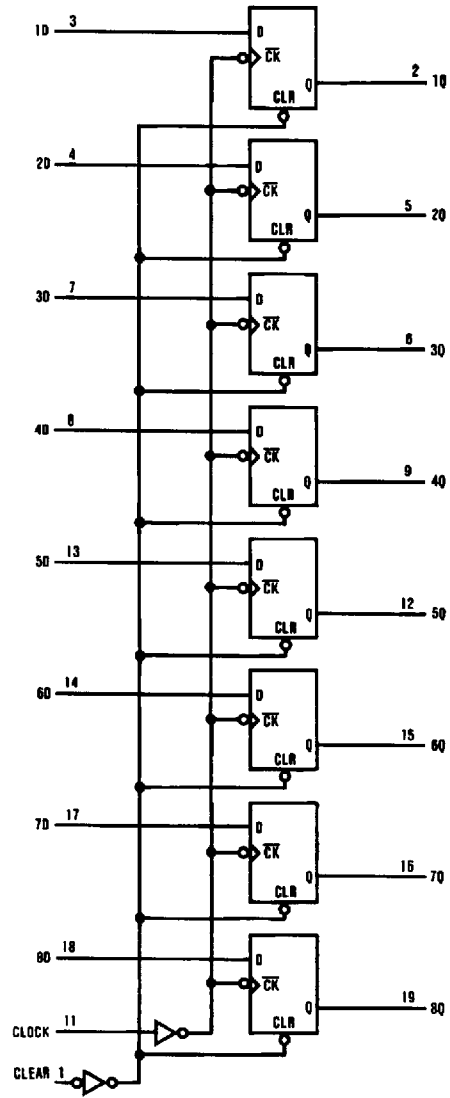 1D 3
D
CK
CLR
Q
2 1Q
2D 4
D
CK
CLR
Q
5 2Q
3D 7
D
CK
CLR
Q
6 3Q
4D 8
D
CK
CLR
Q
9 4Q
5D 13
D
CK
CLR
Q
12 5Q
6D 14
D
CK
CLR
Q
15 6Q
7D 17
D
CK
CLR
Q
16 7Q
8D 18
D
CK
CLR
Q
19 8Q
CLOCK 11
CLEAR 1